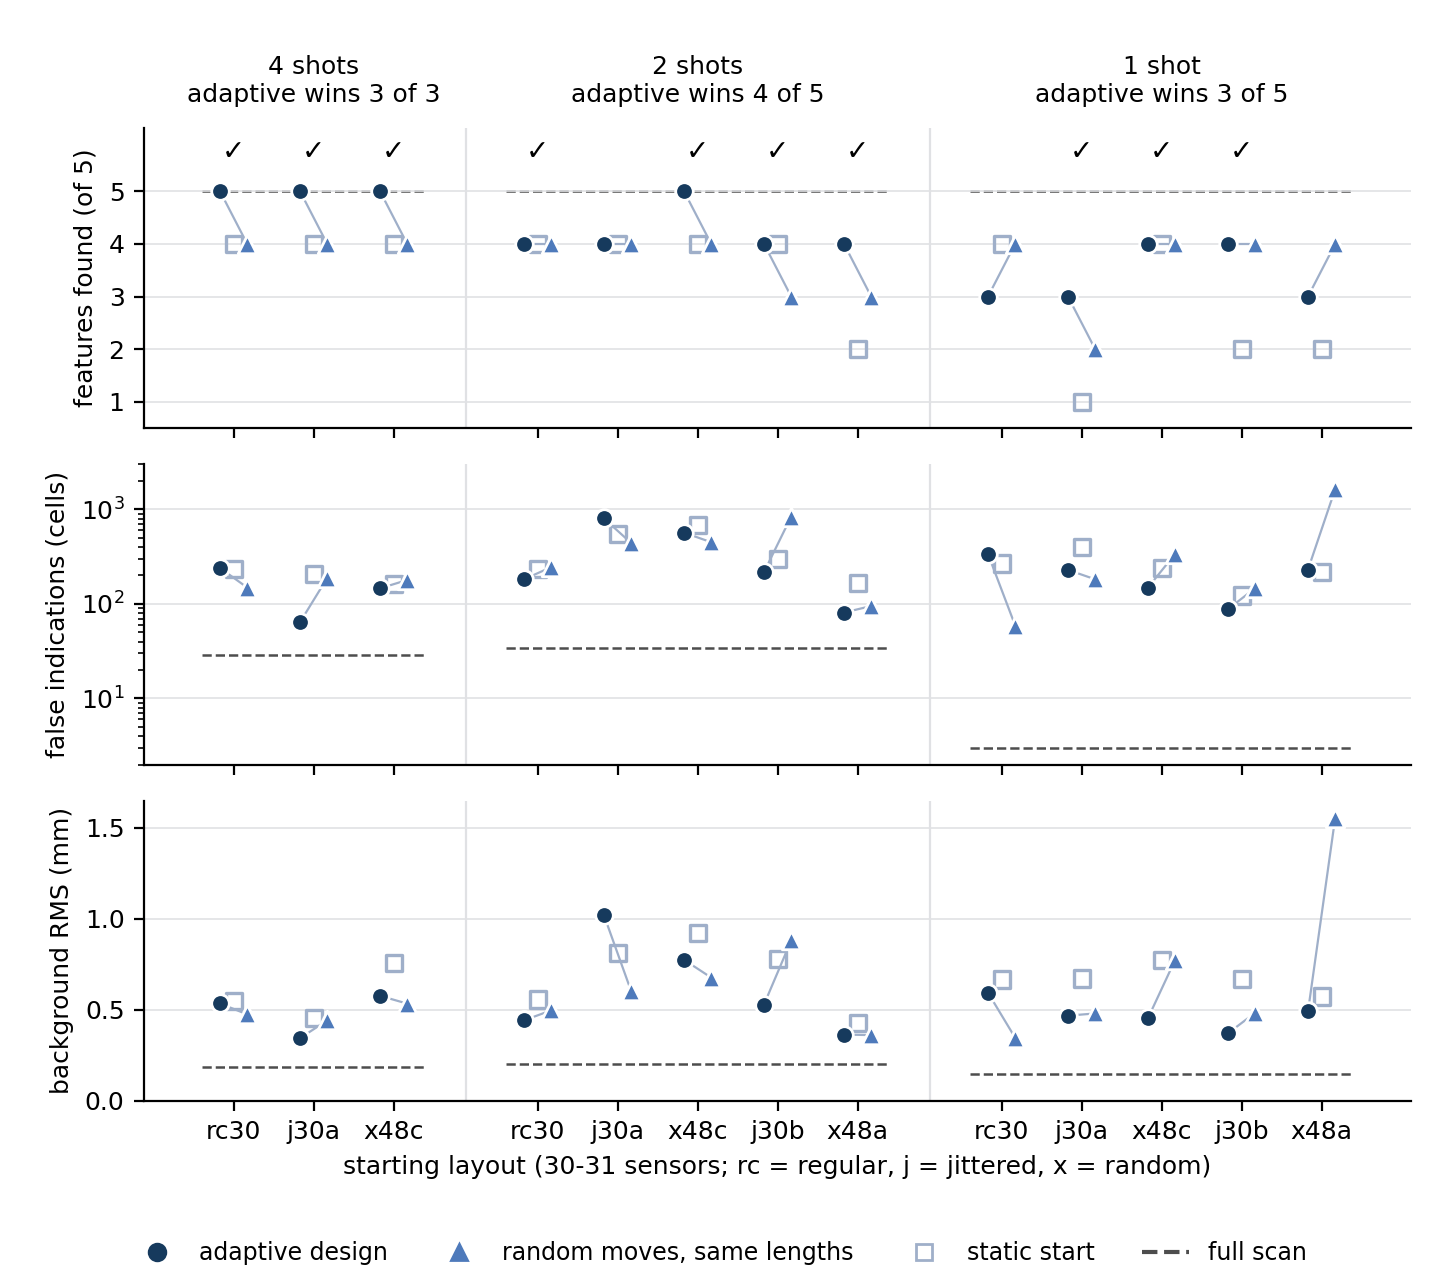 4 shots
adaptive wins 3 of 3
2 shots
adaptive wins 4 of 5
1 shot
adaptive wins 3 of 5
✓ ✓ ✓ ✓ ✓ ✓ ✓ ✓ ✓ ✓
features found (of 5)
5
4
3
2
1
false indications (cells)
10³
10²
10¹
background RMS (mm)
1.5
1.0
0.5
0.0
rc30 j30a x48c rc30 j30a x48c j30b x48a rc30 j30a x48c j30b x48a
starting layout (30-31 sensors; rc = regular, j = jittered, x = random)
adaptive design random moves, same lengths static start full scan